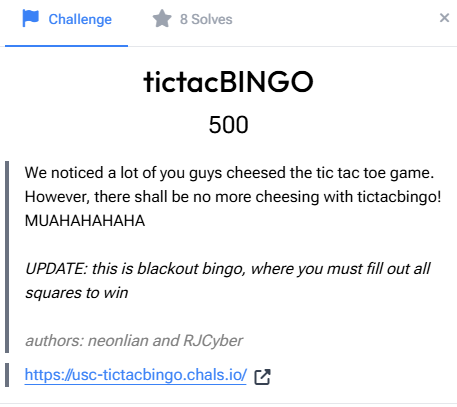 Challenge
8 Solves
×
tictacBINGO
500
We noticed a lot of you guys cheesed the tic tac toe game.
However, there shall be no more cheesing with tictacbingo!
MUAHAHAHAHA
UPDATE: this is blackout bingo, where you must fill out all
squares to win
authors: neonlian and RJCyber
https://usc-tictacbingo.chals.io/